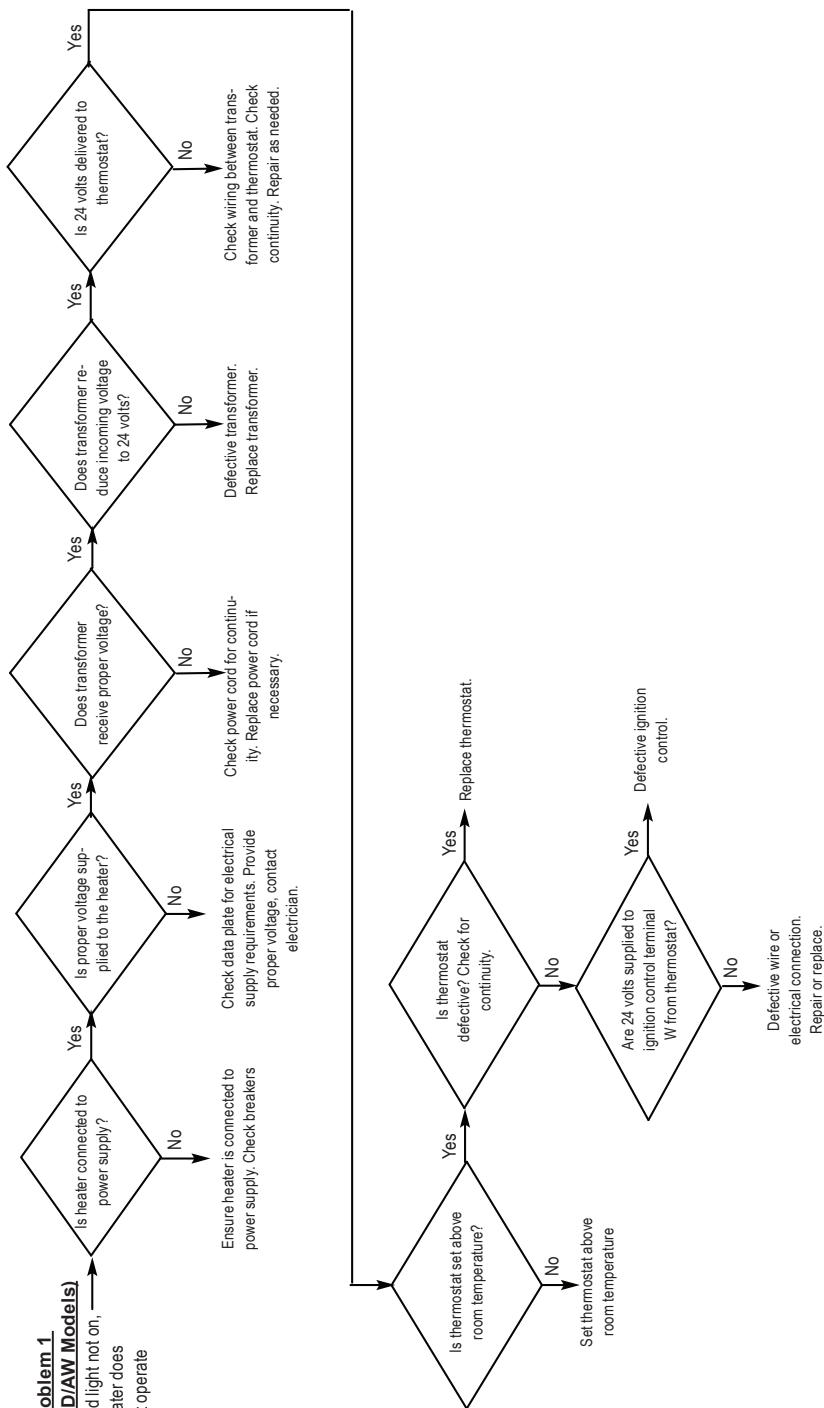 oblem 1
D/AW Models)
d light not on,
ater does
operate
Is heater connected to
power supply?
Yes
No
Ensure heater is connected to
power supply. Check breakers
Is proper voltage sup-
plied to the heater?
Yes
No
Check data plate for electrical
supply requirements. Provide
proper voltage, contact
electrician.
Does transformer
receive proper voltage?
Yes
No
Check power cord for continu-
ity. Replace power cord if
necessary.
Does transformer re-
duce incoming voltage
to 24 volts?
Yes
No
Defective transformer.
Replace transformer.
Is 24 volts delivered to
thermostat?
Yes
No
Check wiring between trans-
former and thermostat. Check
continuity. Repair as needed.
Is thermostat set above
room temperature?
Yes
No
Set thermostat above
room temperature
Is thermostat
defective? Check for
continuity.
Yes
Replace thermostat.
No
Are 24 volts supplied to
ignition control terminal
W from thermostat?
Yes
Defective ignition
control.
No
Defective wire or
electrical connection.
Repair or replace.